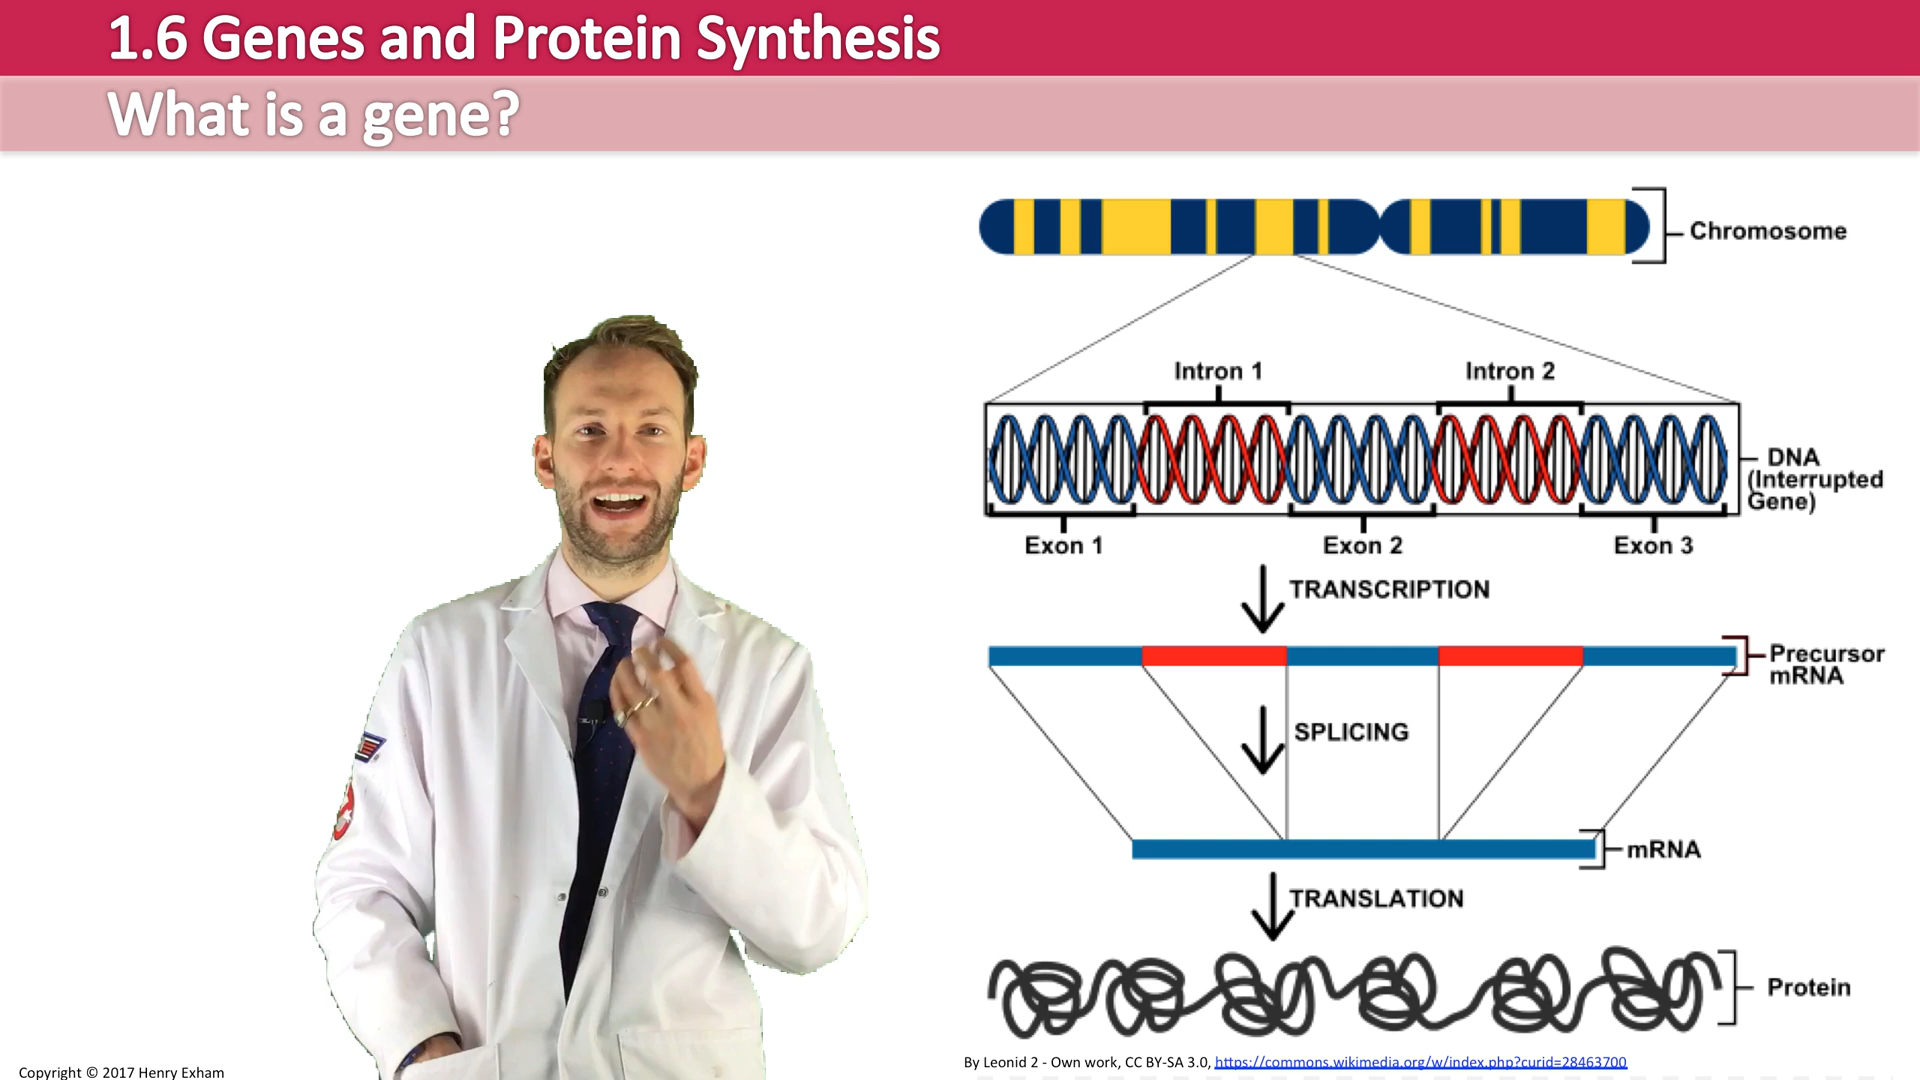 1.6 Genes and Protein Synthesis
What is a gene?
Chromosome
Intron 1
Intron 2
DNA
(Interrupted
Gene)
Exon 1
Exon 2
Exon 3
TRANSCRIPTION
Precursor
mRNA
SPLICING
mRNA
TRANSLATION
Protein
By Leonid 2 - Own work, CC BY-SA 3.0, https://commons.wikimedia.org/w/index.php?curid=28463700
Copyright © 2017 Henry Exham